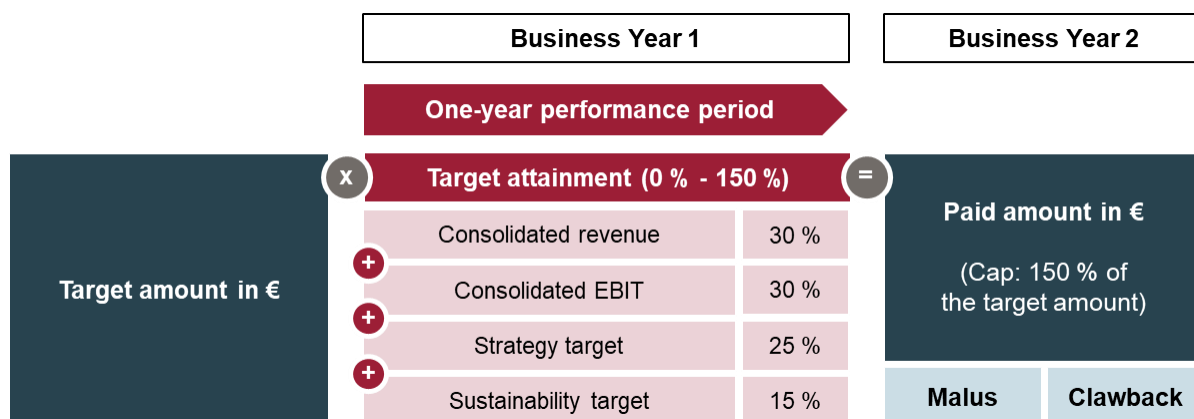 Business Year 1
Business Year 2
One-year performance period
Target amount in €
x
Target attainment (0 % - 150 %)
=
Consolidated revenue 30 %
+
Consolidated EBIT 30 %
+
Strategy target 25 %
+
Sustainability target 15 %
Paid amount in €
(Cap: 150 % of
the target amount)
Malus
Clawback